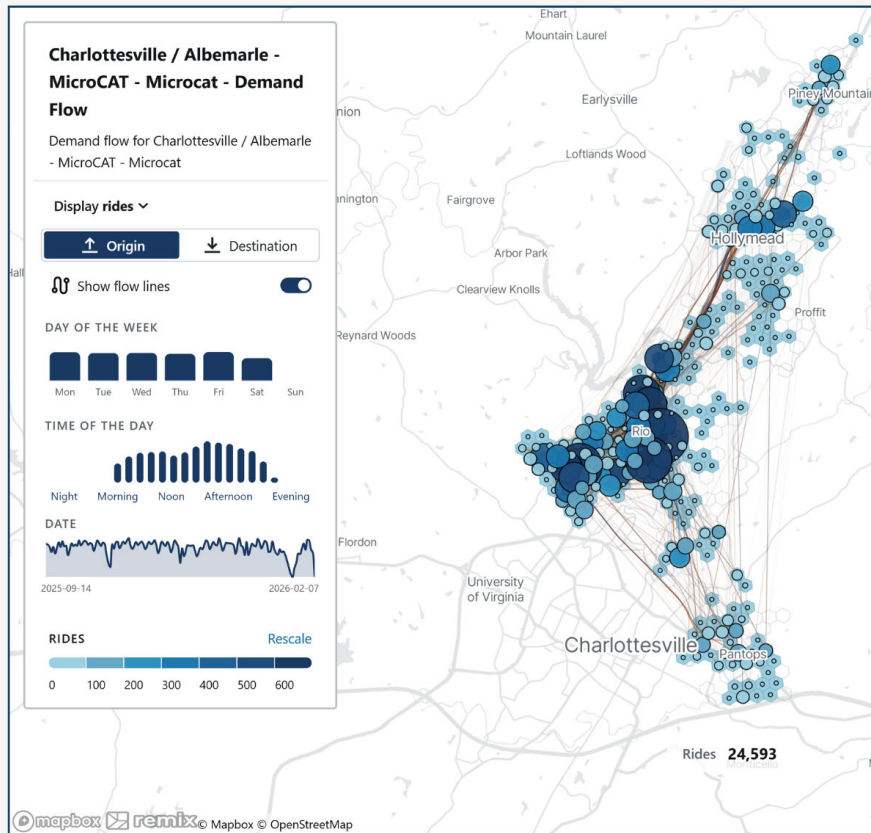 Charlottesville / Albemarle -
MicroCAT - Microcat - Demand
Flow
Demand flow for Charlottesville / Albemarle
- MicroCAT - Microcat
Display rides
Origin
Destination
Show flow lines
DAY OF THE WEEK
Mon Tue Wed Thu Fri Sat Sun
TIME OF THE DAY
Night Morning Noon Afternoon Evening
DATE
2025-09-14 2026-02-07
RIDES Rescale
0 100 200 300 400 500 600
Ehart
Mountain Laurel
Piney Mountain
Earlysville
nion
Loftlands Wood
nnington
Fairgrove
Hollymead
Hall
Arbor Park
Clearview Knolls
Proffit
Reynard Woods
Rio
Flordon
University
of Virginia
Charlottesville
Pantops
Rides 24,593
mapbox remix © Mapbox © OpenStreetMap